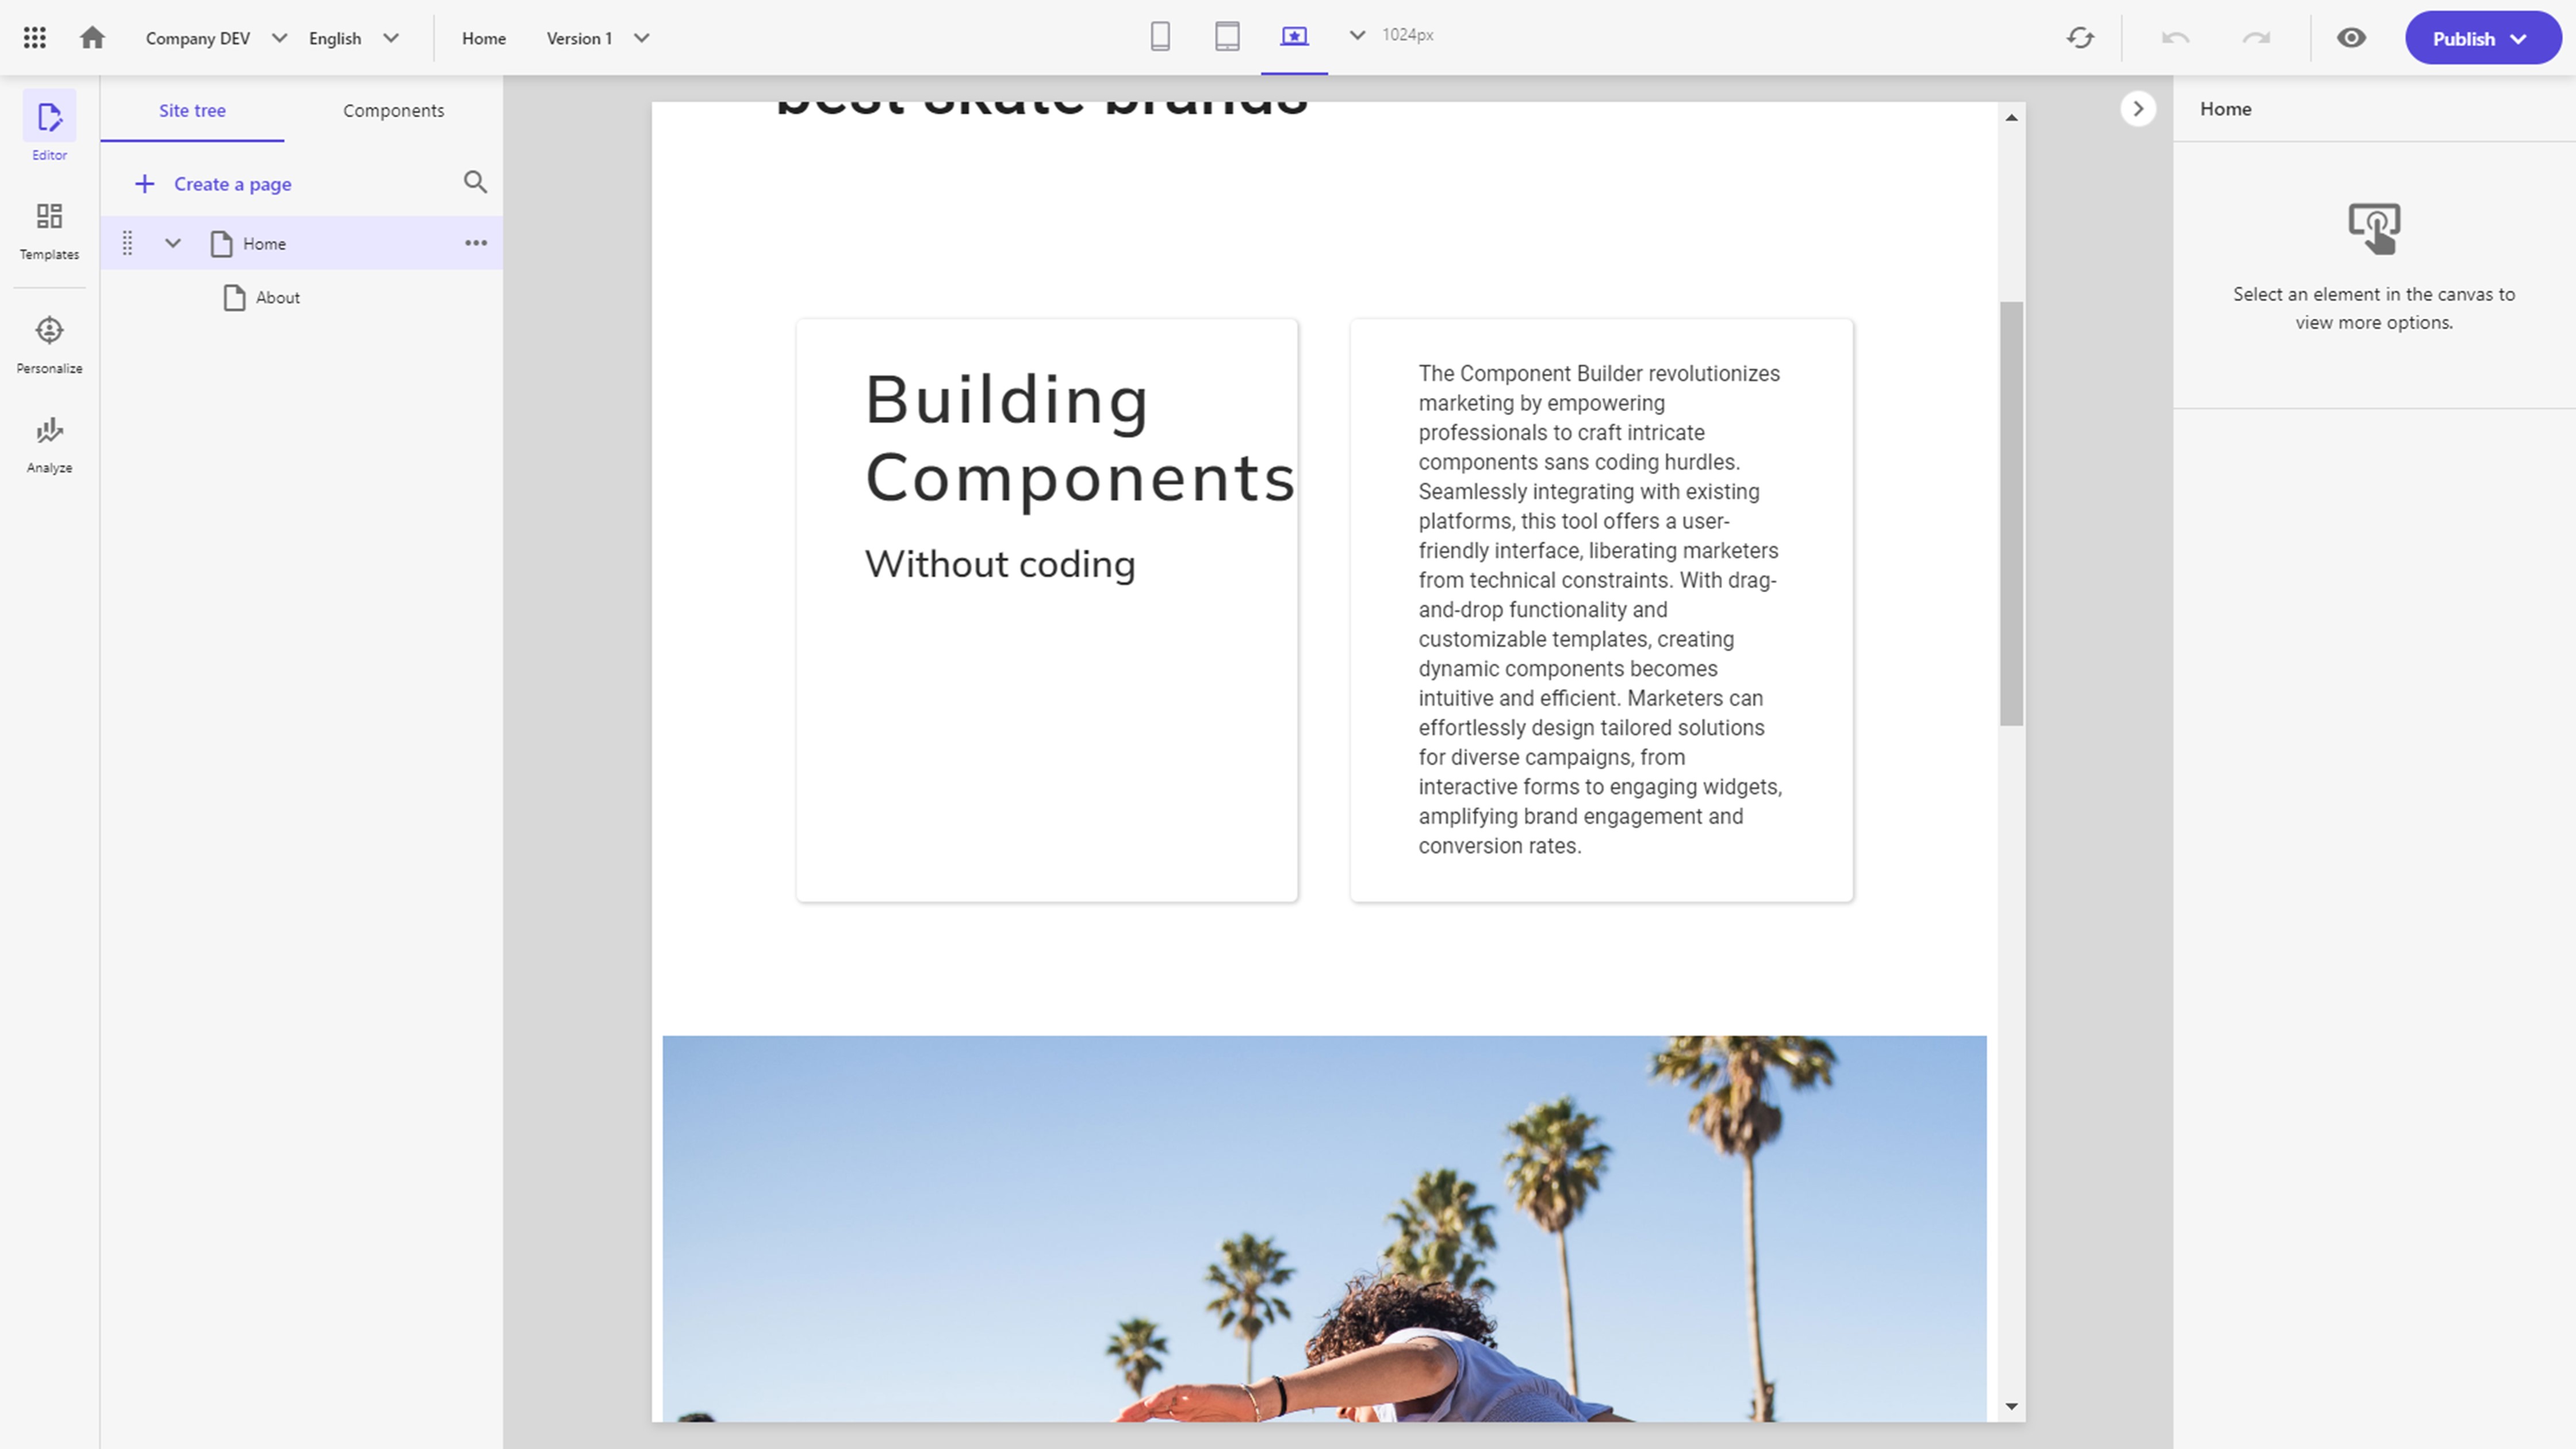 Company DEV English Home Version 1 1024px Publish
Editor
Templates
Personalize
Analyze
Site tree Components
Create a page
Home
About
best skate brands
Building
Components
Without coding
The Component Builder revolutionizes
marketing by empowering
professionals to craft intricate
components sans coding hurdles.
Seamlessly integrating with existing
platforms, this tool offers a user-
friendly interface, liberating marketers
from technical constraints. With drag-
and-drop functionality and
customizable templates, creating
dynamic components becomes
intuitive and efficient. Marketers can
effortlessly design tailored solutions
for diverse campaigns, from
interactive forms to engaging widgets,
amplifying brand engagement and
conversion rates.
Home
Select an element in the canvas to
view more options.